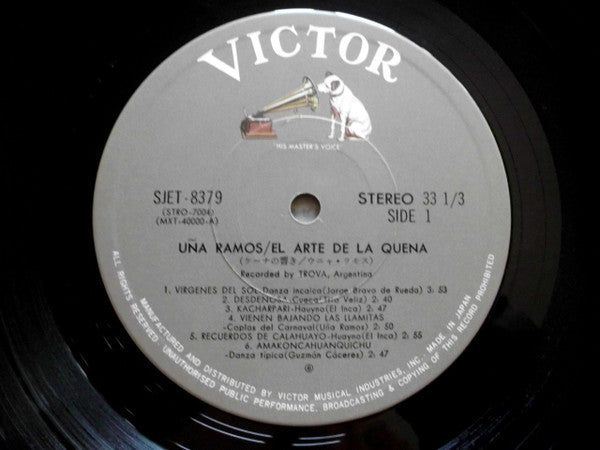 VICTOR
"HIS MASTER'S VOICE"
SJET-8379
(STRO-7004)
(MXT-40000-A)
STEREO 33 1/3
SIDE 1
UÑA RAMOS/EL ARTE DE LA QUENA
(ケーナの響き/ウニャ・ラモス)
Recorded by TROVA, Argentina
1. VIRGENES DEL SOL-Danza incaica(Jorge Bravo de Rueda) 3: 53
2. DESDEÑOSA-Cueca(Trío Veliz) 2: 40
3. KACHARPARI-Hauyno(El Inca) 2: 47
4. VIENEN BAJANDO LAS LLAMITAS
-Coplas del Carnaval(Uña Ramos) 2: 50
5. RECUERDOS DE CALAHUAYO-Huayno(El Inca) 2: 55
6. AMAKONCAHUANQUICHU
-Danza típica(Guzmán Cáceres) 2: 47
MANUFACTURED AND DISTRIBUTED BY VICTOR MUSICAL INDUSTRIES, INC. MADE IN JAPAN
ALL RIGHTS RESERVED. UNAUTHORISED PUBLIC PERFORMANCE, BROADCASTING & COPYING OF THIS RECORD PROHIBITED